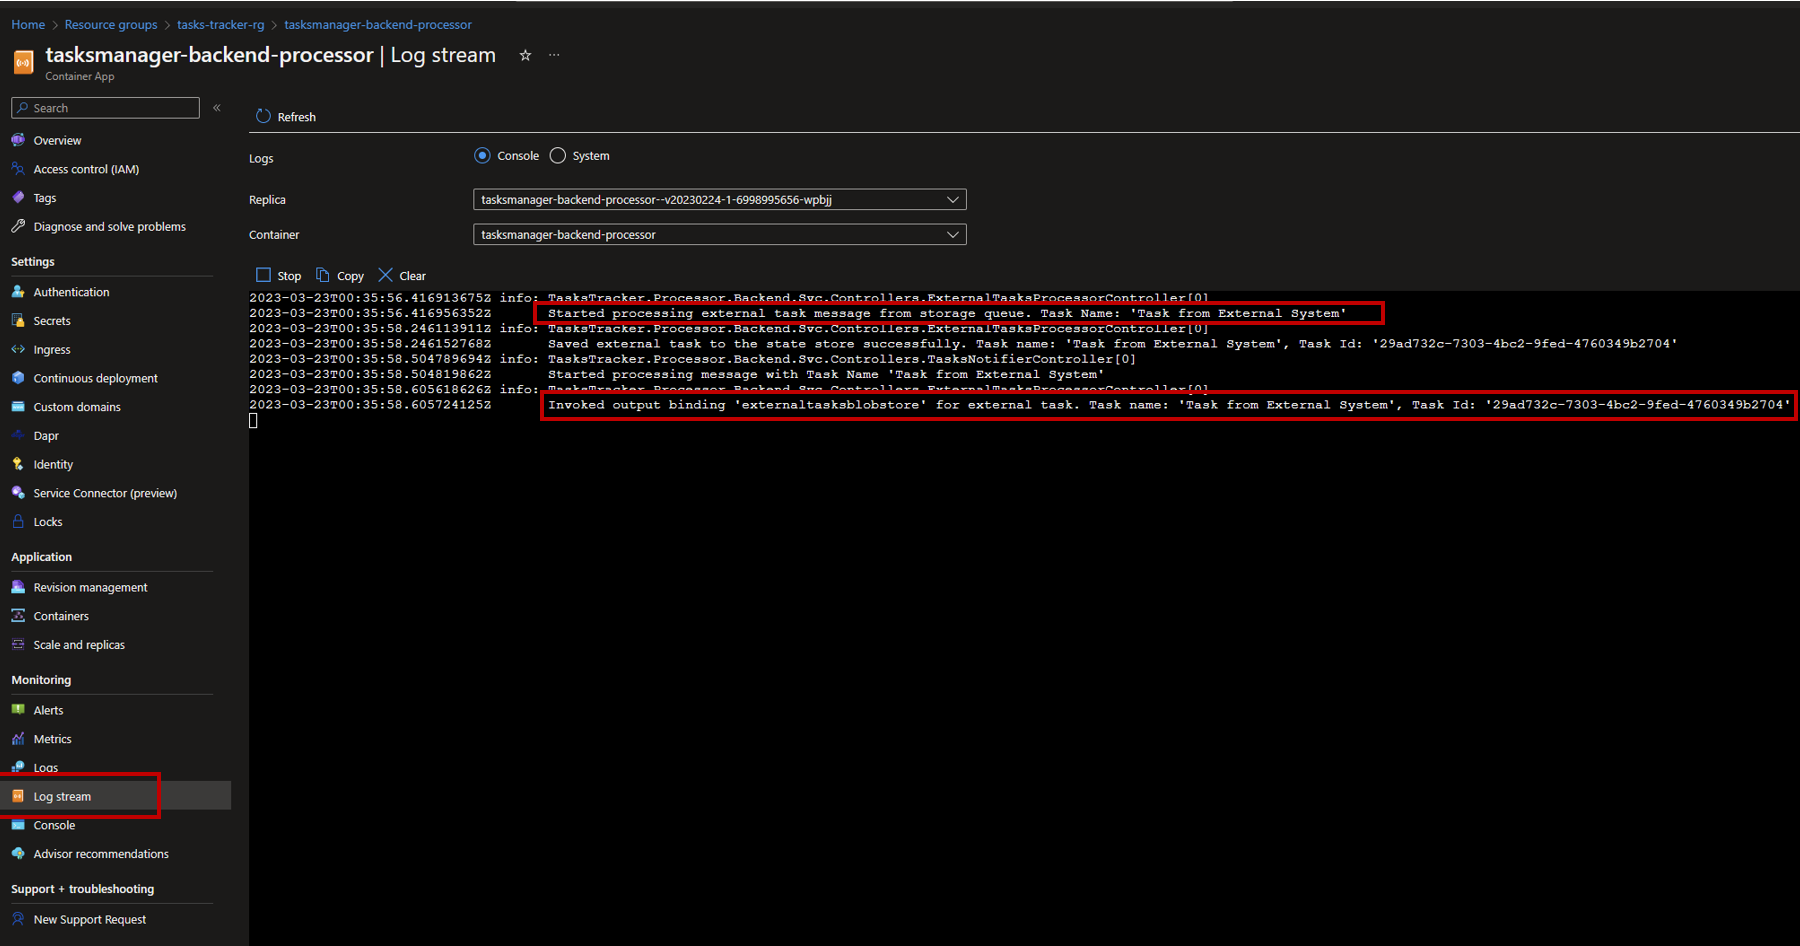 Home > Resource groups > tasks-tracker-rg > tasksmanager-backend-processor
tasksmanager-backend-processor | Log stream ☆ ...
Container App
Search «
Overview
Access control (IAM)
Tags
Diagnose and solve problems
Settings
Authentication
Secrets
Ingress
Continuous deployment
Custom domains
Dapr
Identity
Service Connector (preview)
Locks
Application
Revision management
Containers
Scale and replicas
Monitoring
Alerts
Metrics
Logs
Log stream
Console
Advisor recommendations
Support + troubleshooting
New Support Request
Refresh
Logs Console System
Replica tasksmanager-backend-processor--v20230224-1-6998995656-wpbjj
Container tasksmanager-backend-processor
Stop Copy Clear
2023-03-23T00:35:56.416913675Z info: TasksTracker.Processor.Backend.Svc.Controllers.ExternalTasksProcessorController[0]
2023-03-23T00:35:56.416956352Z Started processing external task message from storage queue. Task Name: 'Task from External System'
2023-03-23T00:35:58.246113911Z info: TasksTracker.Processor.Backend.Svc.Controllers.ExternalTasksProcessorController[0]
2023-03-23T00:35:58.246152768Z Saved external task to the state store successfully. Task name: 'Task from External System', Task Id: '29ad732c-7303-4bc2-9fed-4760349b2704'
2023-03-23T00:35:58.504789694Z info: TasksTracker.Processor.Backend.Svc.Controllers.TasksNotifierController[0]
2023-03-23T00:35:58.504819862Z Started processing message with Task Name 'Task from External System'
2023-03-23T00:35:58.605618626Z info: TasksTracker.Processor.Backend.Svc.Controllers.ExternalTasksProcessorController[0]
2023-03-23T00:35:58.605724125Z Invoked output binding 'externaltasksblobstore' for external task. Task name: 'Task from External System', Task Id: '29ad732c-7303-4bc2-9fed-4760349b2704'